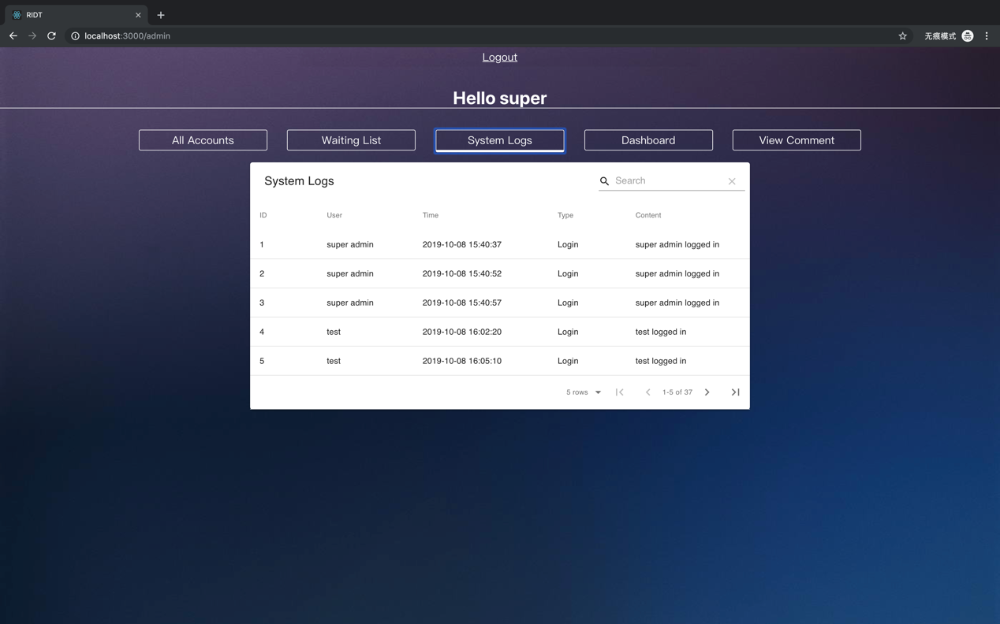 RIDT
localhost:3000/admin
无痕模式
Logout
Hello super
All Accounts
Waiting List
System Logs
Dashboard
View Comment
System Logs
Search
ID User Time Type Content
1 super admin 2019-10-08 15:40:37 Login super admin logged in
2 super admin 2019-10-08 15:40:52 Login super admin logged in
3 super admin 2019-10-08 15:40:57 Login super admin logged in
4 test 2019-10-08 16:02:20 Login test logged in
5 test 2019-10-08 16:05:10 Login test logged in
5 rows 1-5 of 37